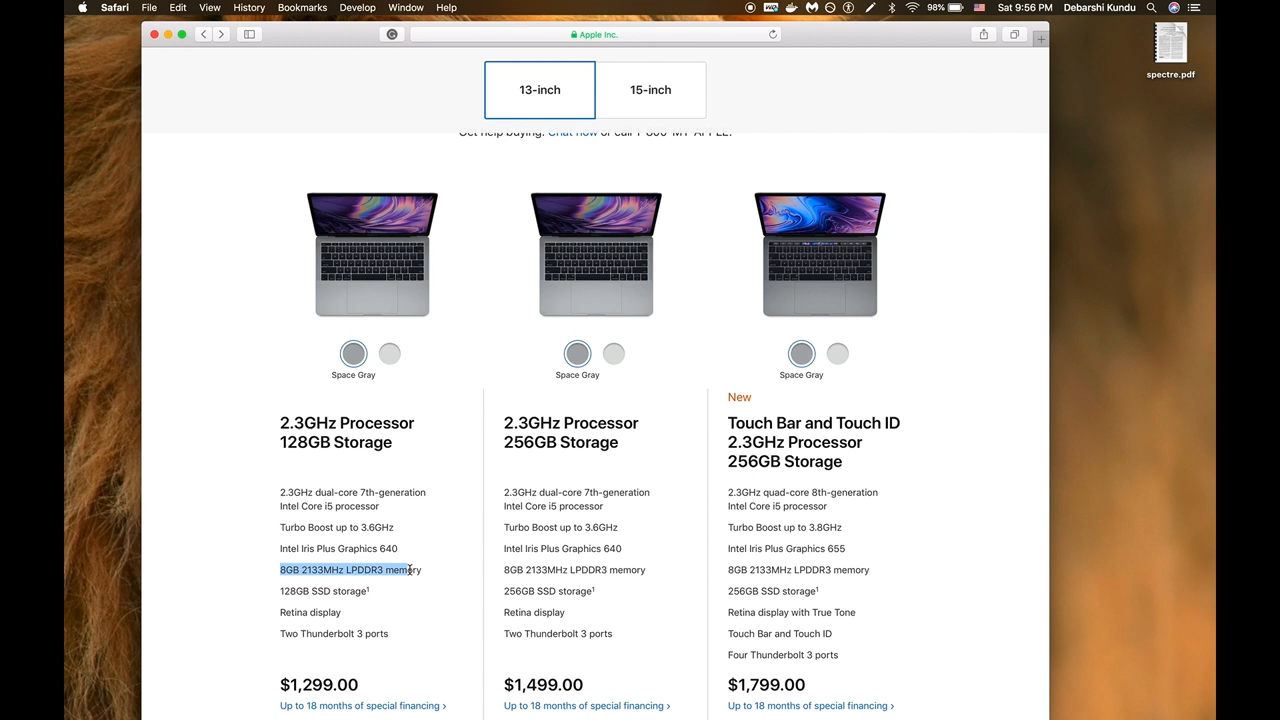 Safari File Edit View History Bookmarks Develop Window Help 98% Sat 9:56 PM Debarshi Kundu
Apple Inc.
spectre.pdf
13-inch 15-inch
Get help buying. Chat now or call 1-800-MY-APPLE.
Space Gray Space Gray Space Gray
New
2.3GHz Processor
128GB Storage
2.3GHz dual-core 7th-generation
Intel Core i5 processor
Turbo Boost up to 3.6GHz
Intel Iris Plus Graphics 640
8GB 2133MHz LPDDR3 memory
128GB SSD storage¹
Retina display
Two Thunderbolt 3 ports
$1,299.00
Up to 18 months of special financing ›
2.3GHz Processor
256GB Storage
2.3GHz dual-core 7th-generation
Intel Core i5 processor
Turbo Boost up to 3.6GHz
Intel Iris Plus Graphics 640
8GB 2133MHz LPDDR3 memory
256GB SSD storage¹
Retina display
Two Thunderbolt 3 ports
$1,499.00
Up to 18 months of special financing ›
Touch Bar and Touch ID
2.3GHz Processor
256GB Storage
2.3GHz quad-core 8th-generation
Intel Core i5 processor
Turbo Boost up to 3.8GHz
Intel Iris Plus Graphics 655
8GB 2133MHz LPDDR3 memory
256GB SSD storage¹
Retina display with True Tone
Touch Bar and Touch ID
Four Thunderbolt 3 ports
$1,799.00
Up to 18 months of special financing ›